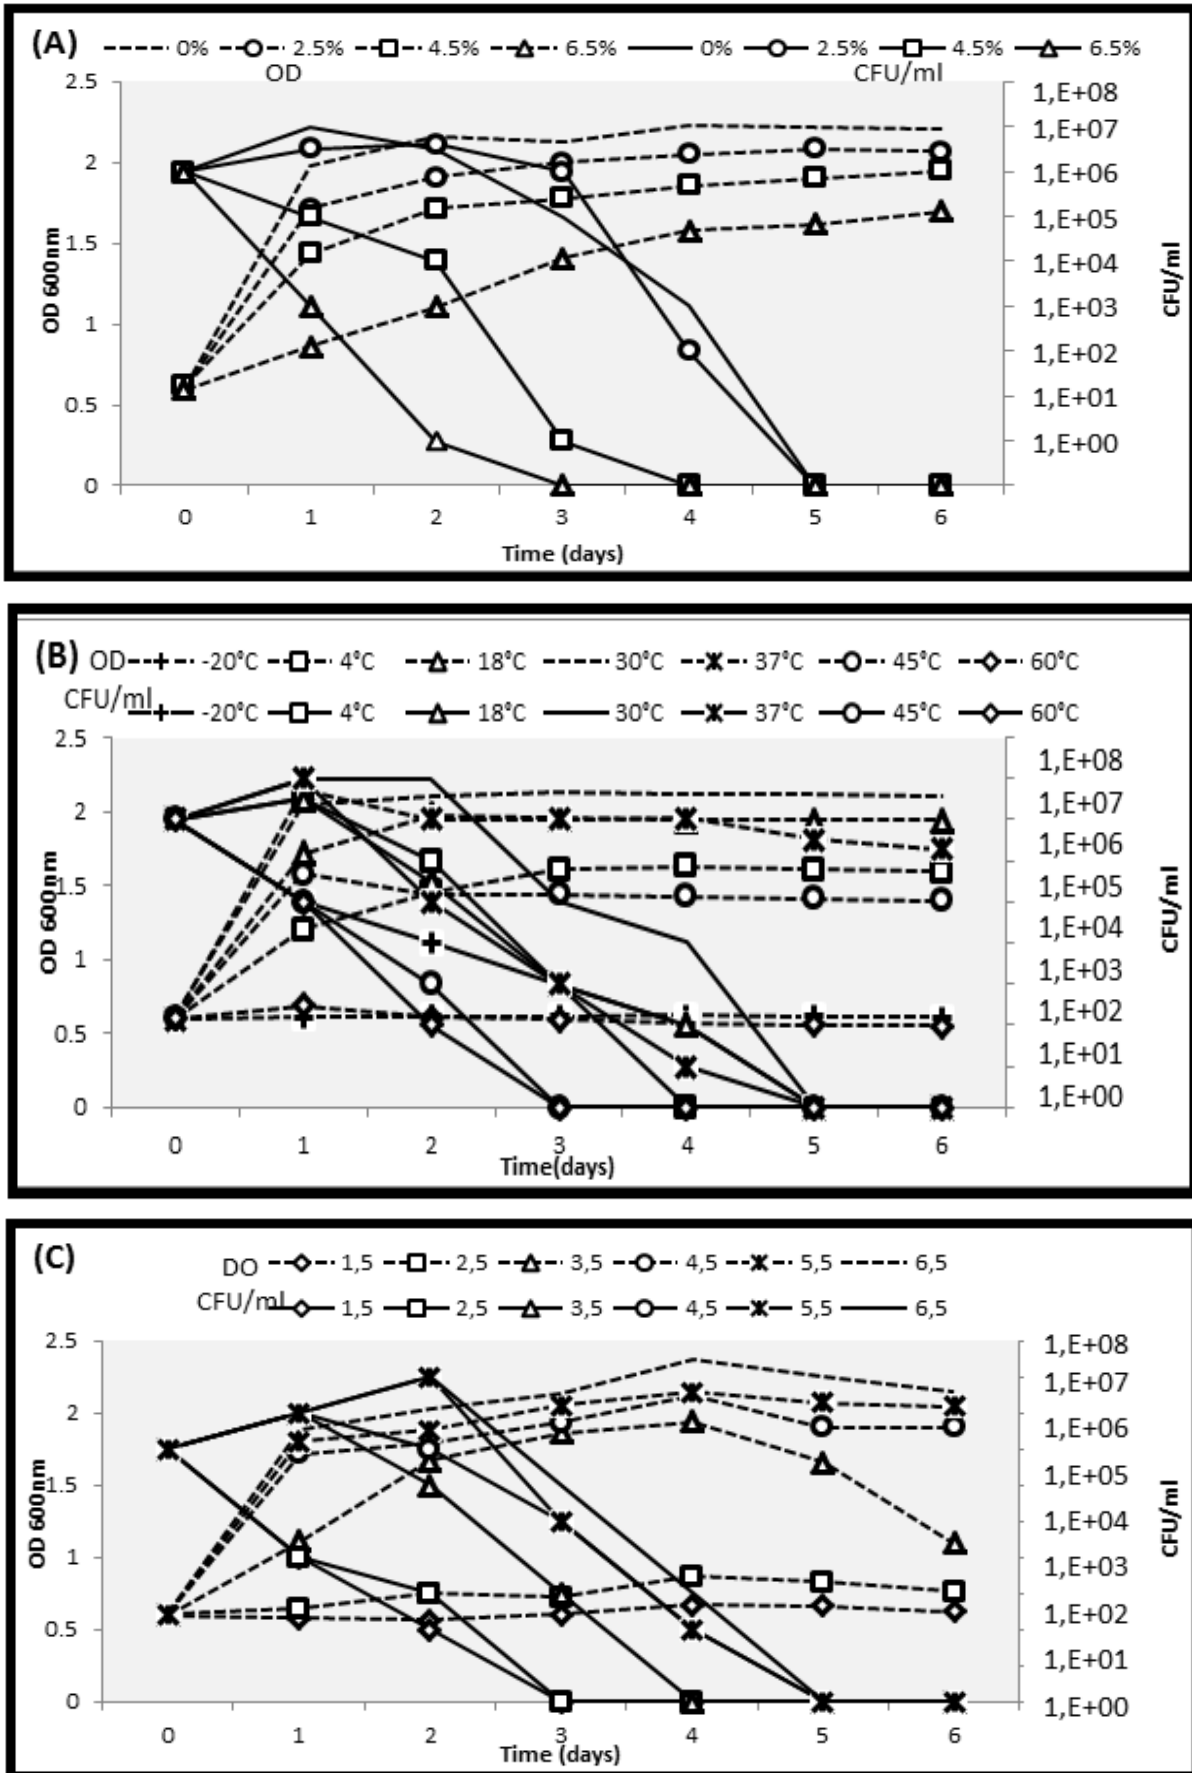 (A) 0% 2.5% 4.5% 6.5% 0% 2.5% 4.5% 6.5%
OD CFU/ml
2.5
2
1.5
1
0.5
0
OD 600nm
1,E+08
1,E+07
1,E+06
1,E+05
1,E+04
1,E+03
1,E+02
1,E+01
1,E+00
CFU/ml
0 1 2 3 4 5 6
Time (days)
(B) OD -20°C 4°C 18°C 30°C 37°C 45°C 60°C
CFU/ml -20°C 4°C 18°C 30°C 37°C 45°C 60°C
2.5
2
1.5
1
0.5
0
OD 600nm
1,E+08
1,E+07
1,E+06
1,E+05
1,E+04
1,E+03
1,E+02
1,E+01
1,E+00
CFU/ml
0 1 2 3 4 5 6
Time(days)
(C) DO 1,5 2,5 3,5 4,5 5,5 6,5
CFU/ml 1,5 2,5 3,5 4,5 5,5 6,5
2.5
2
1.5
1
0.5
0
OD 600nm
1,E+08
1,E+07
1,E+06
1,E+05
1,E+04
1,E+03
1,E+02
1,E+01
1,E+00
CFU/ml
0 1 2 3 4 5 6
Time (days)